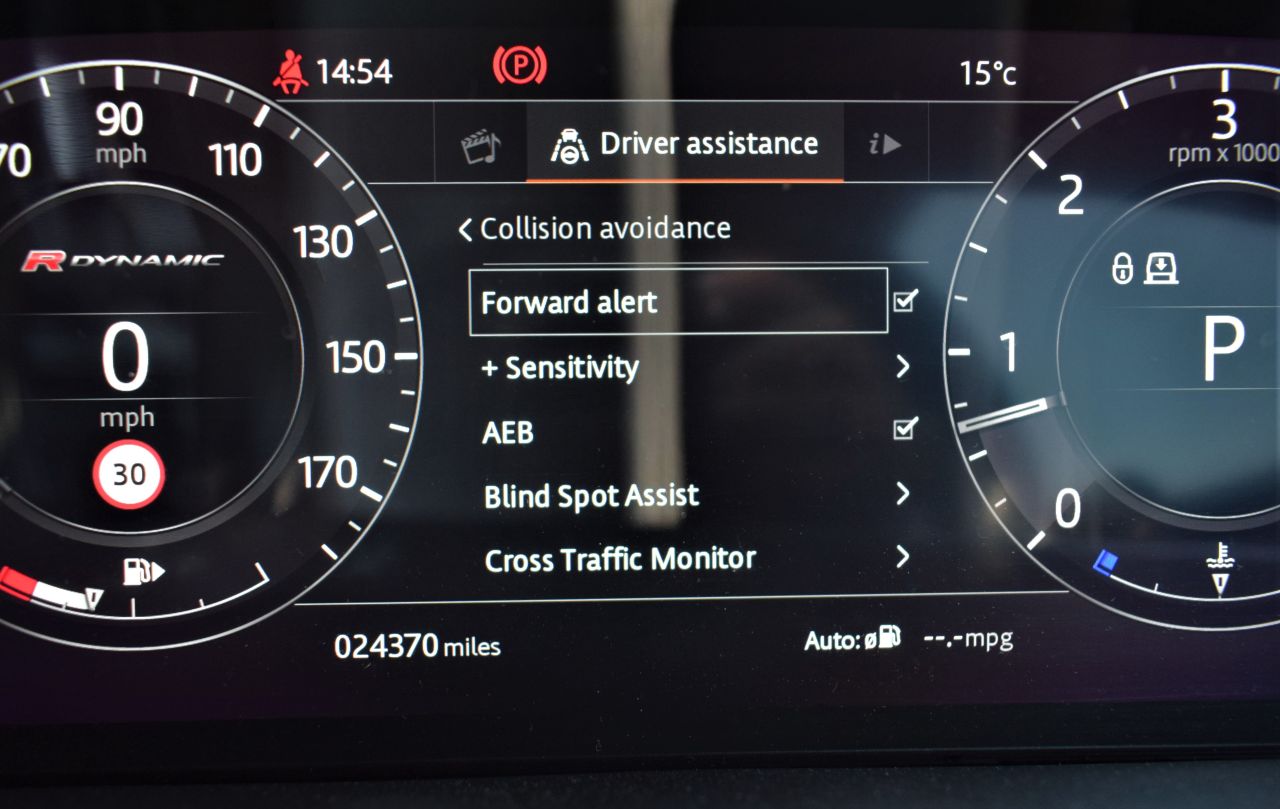 14:54
P
15°c
90
mph
70
110
130
150
170
R DYNAMIC
0
mph
30
Driver assistance
i
Collision avoidance
Forward alert
+ Sensitivity
AEB
Blind Spot Assist
Cross Traffic Monitor
3
rpm x 1000
2
1
0
P
024370 miles
Auto: ø --.-mpg